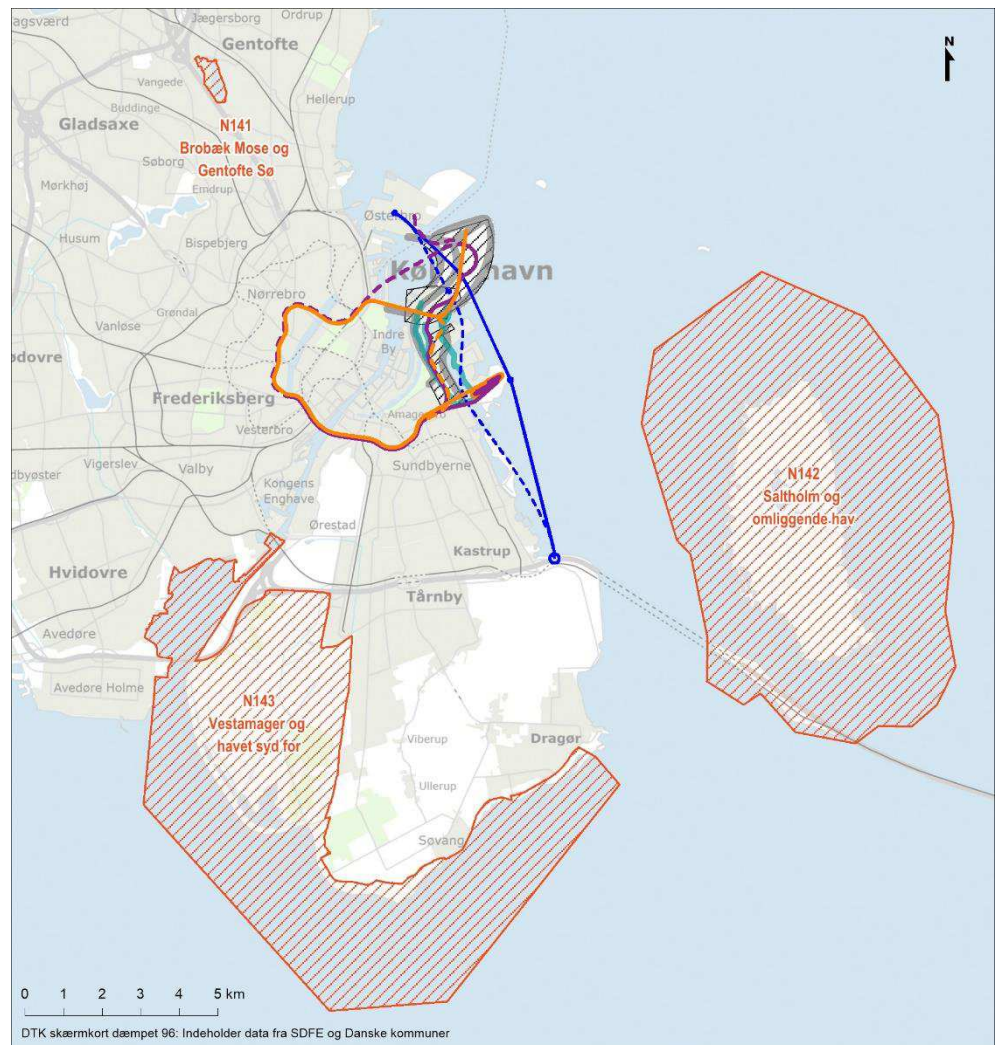 agsværd
Jægersborg
Ordrup
Gentofte
N
Vangede
Hellerup
Buddinge
Gladsaxe
N141
Brobæk Mose og
Gentofte Sø
Søborg
Emdrup
Mørkhøj
Østerbro
Husum
Bispebjerg
København
Nørrebro
Grøndal
Vanløse
Indre
By
Frederiksberg
Amagerbro
Vesterbro
dbyøster
Vigerslev
Valby
Sundbyerne
Kongens
Enghave
N142
Saltholm og
omliggende hav
Ørestad
Kastrup
Hvidovre
Tårnby
Avedøre
Avedøre Holme
N143
Vestamager og
havet syd for
Viberup
Dragør
Ullerup
Søvang
0 1 2 3 4 5 km
DTK skærmkort dæmpet 96: Indeholder data fra SDFE og Danske kommuner